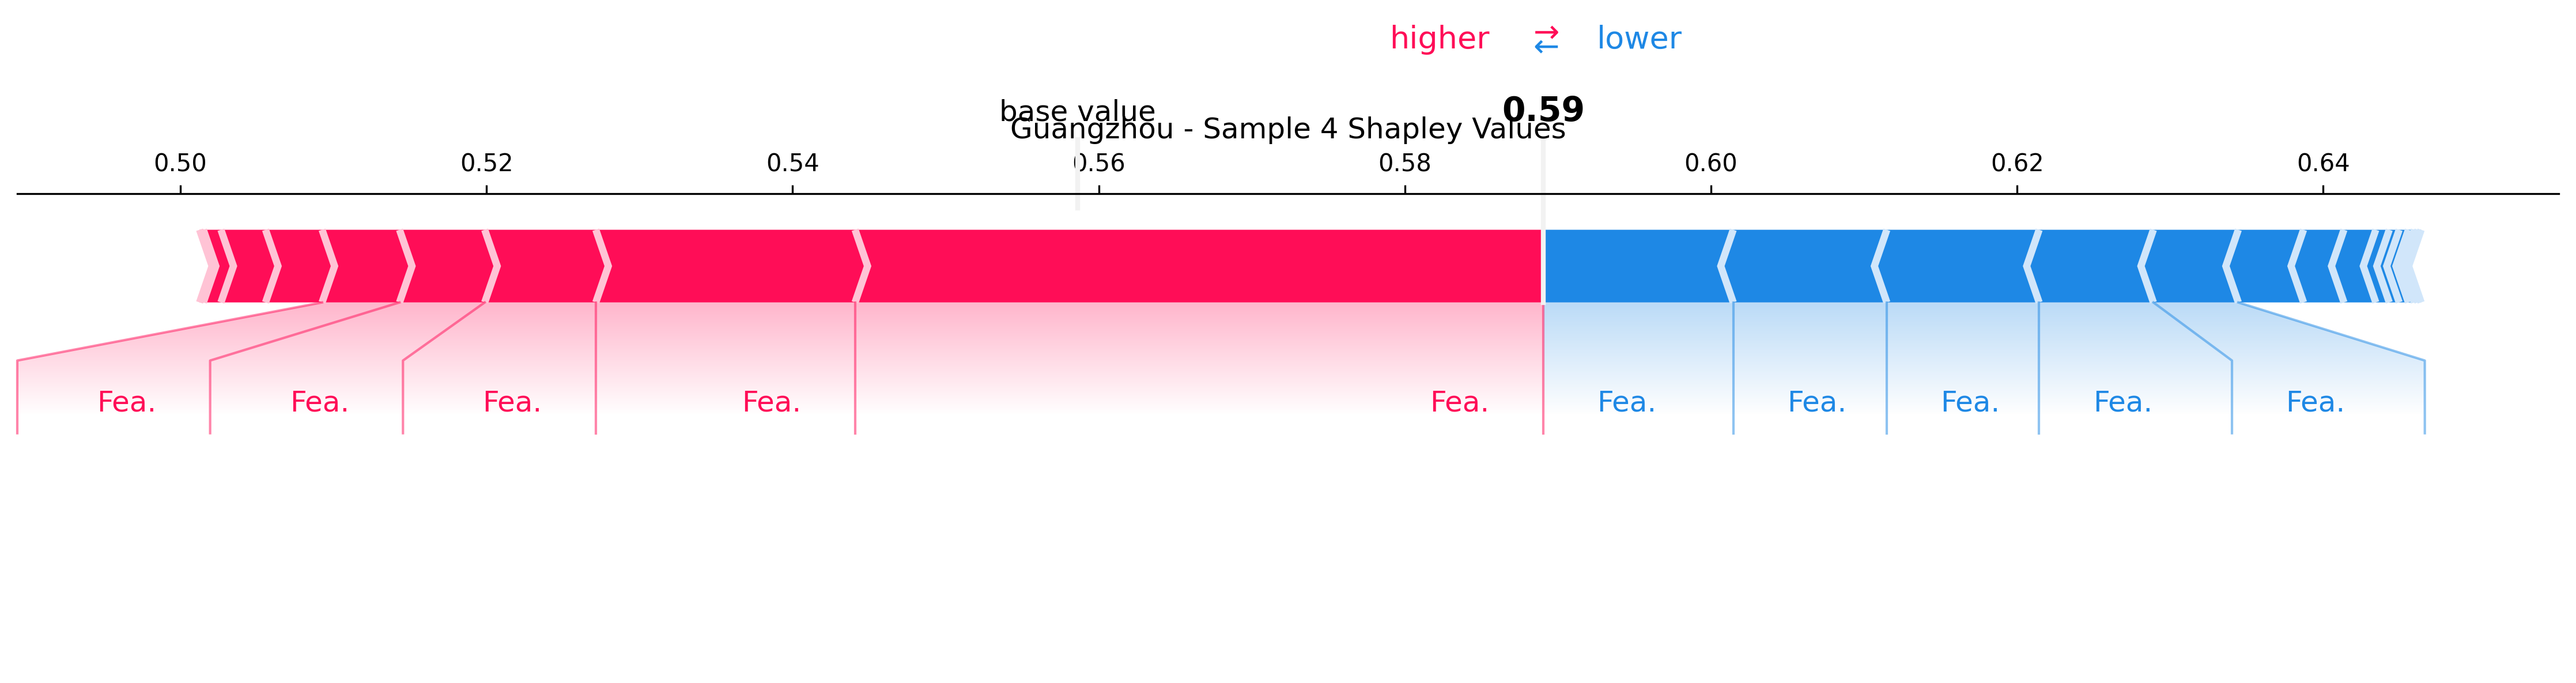 higher ⇄ lower
base value 0.59
Guangzhou - Sample 4 Shapley Values
0.50 0.52 0.54 0.56 0.58 0.60 0.62 0.64
Fea. Fea. Fea. Fea. Fea. Fea. Fea. Fea. Fea. Fea.